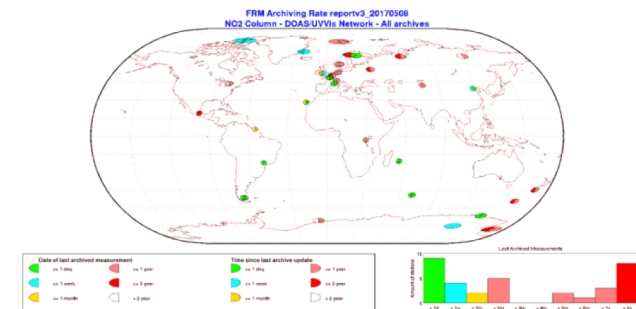 FRM Archiving Rate reportv3_20170508
NO2 Column - DOAS/UVVis Network - All archives
Date of last archived measurement
<= 1 day
<= 1 year
<= 1 week
<= 2 year
<= 1 month
> 2 year
Time since last archive update
<= 1 day
<= 1 year
<= 1 week
<= 2 year
<= 1 month
> 2 year
Last Archived Measurements
Amount of stations